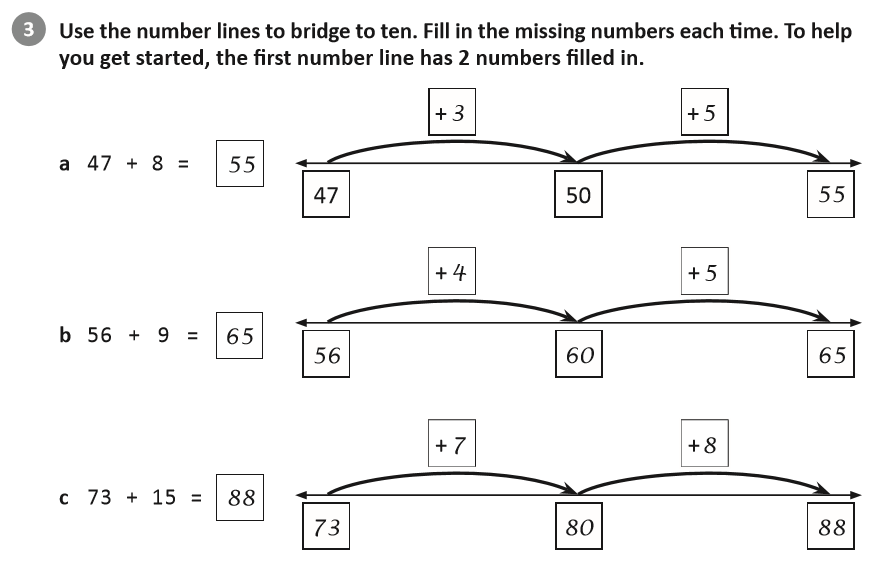 3 Use the number lines to bridge to ten. Fill in the missing numbers each time. To help
you get started, the first number line has 2 numbers filled in.
+ 3 + 5
a 47 + 8 = 55
47 50 55
+ 4 + 5
b 56 + 9 = 65
56 60 65
+ 7 + 8
c 73 + 15 = 88
73 80 88